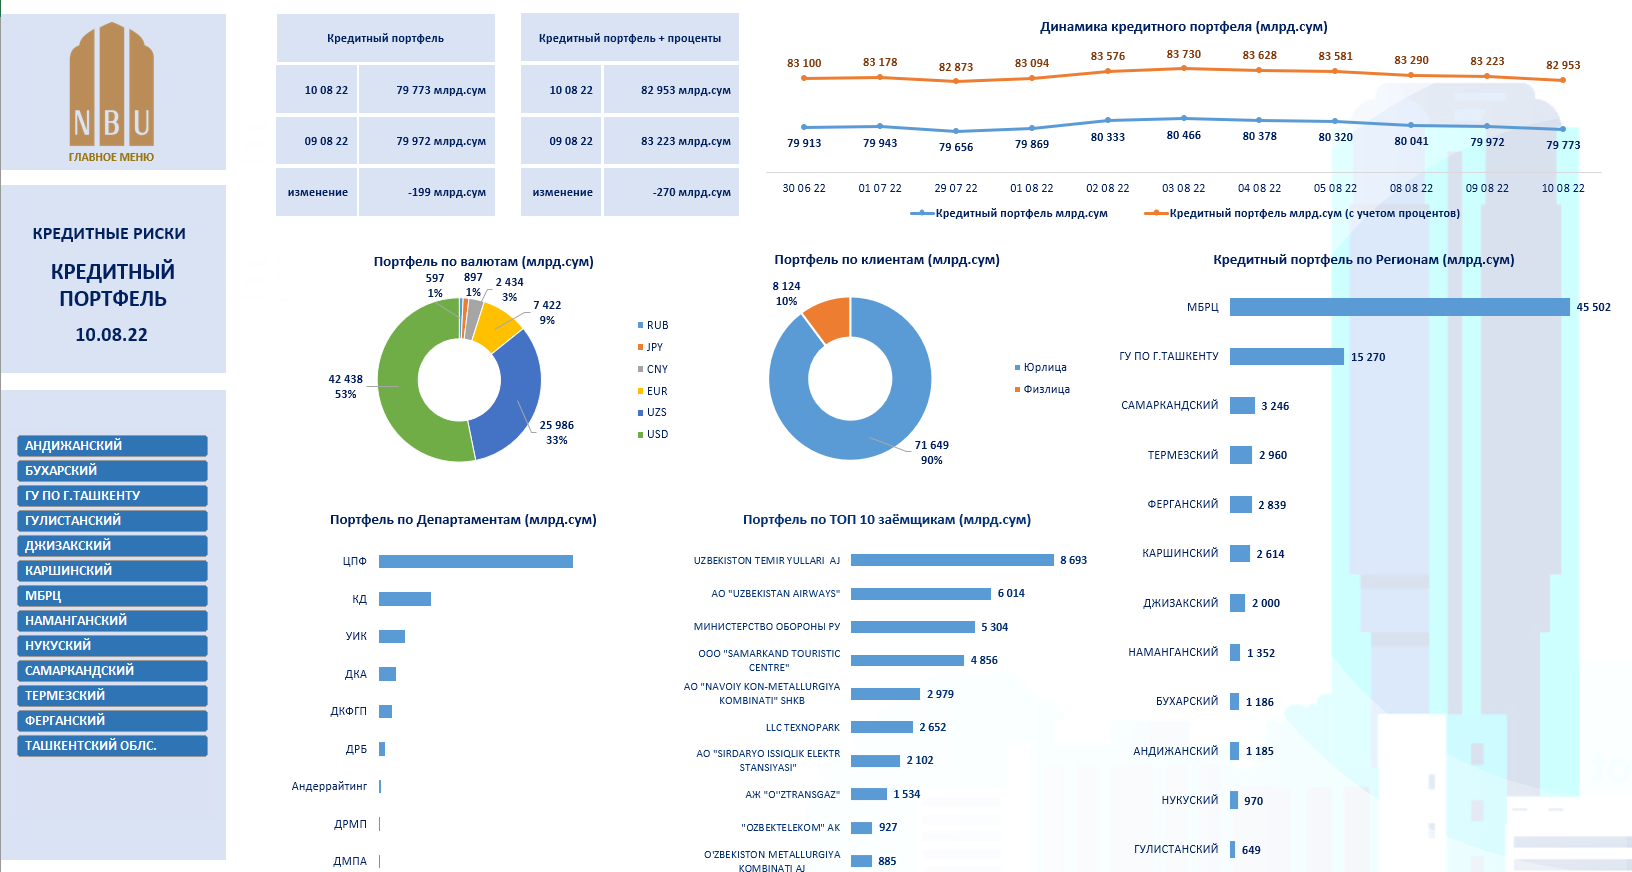 NBU
ГЛАВНОЕ МЕНЮ
КРЕДИТНЫЕ РИСКИ
КРЕДИТНЫЙ
ПОРТФЕЛЬ
10.08.22
АНДИЖАНСКИЙ
БУХАРСКИЙ
ГУ ПО Г.ТАШКЕНТУ
ГУЛИСТАНСКИЙ
ДЖИЗАКСКИЙ
КАРШИНСКИЙ
МБРЦ
НАМАНГАНСКИЙ
НУКУСКИЙ
САМАРКАНДСКИЙ
ТЕРМЕЗСКИЙ
ФЕРГАНСКИЙ
ТАШКЕНТСКИЙ ОБЛС.
Кредитный портфель
10 08 22 79 773 млрд.сум
09 08 22 79 972 млрд.сум
изменение -199 млрд.сум
Кредитный портфель + проценты
10 08 22 82 953 млрд.сум
09 08 22 83 223 млрд.сум
изменение -270 млрд.сум
Динамика кредитного портфеля (млрд.сум)
83 100 83 178 82 873 83 094 83 576 83 730 83 628 83 581 83 290 83 223 82 953
79 913 79 943 79 656 79 869 80 333 80 466 80 378 80 320 80 041 79 972 79 773
30 06 22 01 07 22 29 07 22 01 08 22 02 08 22 03 08 22 04 08 22 05 08 22 08 08 22 09 08 22 10 08 22
Кредитный портфель млрд.сум Кредитный портфель млрд.сум (с учетом процентов)
Портфель по валютам (млрд.сум)
597
1%
897
1%
2 434
3%
7 422
9%
25 986
33%
42 438
53%
RUB
JPY
CNY
EUR
UZS
USD
Портфель по клиентам (млрд.сум)
8 124
10%
71 649
90%
Юрлица
Физлица
Кредитный портфель по Регионам (млрд.сум)
МБРЦ 45 502
ГУ ПО Г.ТАШКЕНТУ 15 270
САМАРКАНДСКИЙ 3 246
ТЕРМЕЗСКИЙ 2 960
ФЕРГАНСКИЙ 2 839
КАРШИНСКИЙ 2 614
ДЖИЗАКСКИЙ 2 000
НАМАНГАНСКИЙ 1 352
БУХАРСКИЙ 1 186
АНДИЖАНСКИЙ 1 185
НУКУСКИЙ 970
ГУЛИСТАНСКИЙ 649
Портфель по Департаментам (млрд.сум)
ЦПФ
КД
УИК
ДКА
ДКФГП
ДРБ
Андеррайтинг
ДРМП
ДМПА
Портфель по ТОП 10 заёмщикам (млрд.сум)
UZBEKISTON TEMIR YULLARI AJ 8 693
АО "UZBEKISTAN AIRWAYS" 6 014
МИНИСТЕРСТВО ОБОРОНЫ РУ 5 304
ООО "SAMARKAND TOURISTIC
CENTRE" 4 856
АО "NAVOIY KON-METALLURGIYA
KOMBINATI" SHKB 2 979
LLC TEXNOPARK 2 652
АО "SIRDARYO ISSIQLIK ELEKTR
STANSIYASI" 2 102
АЖ "O''ZTRANSGAZ" 1 534
"OZBEKTELEKOM" АК 927
O'ZBEKISTON METALLURGIYA
KOMBINATI AJ 885